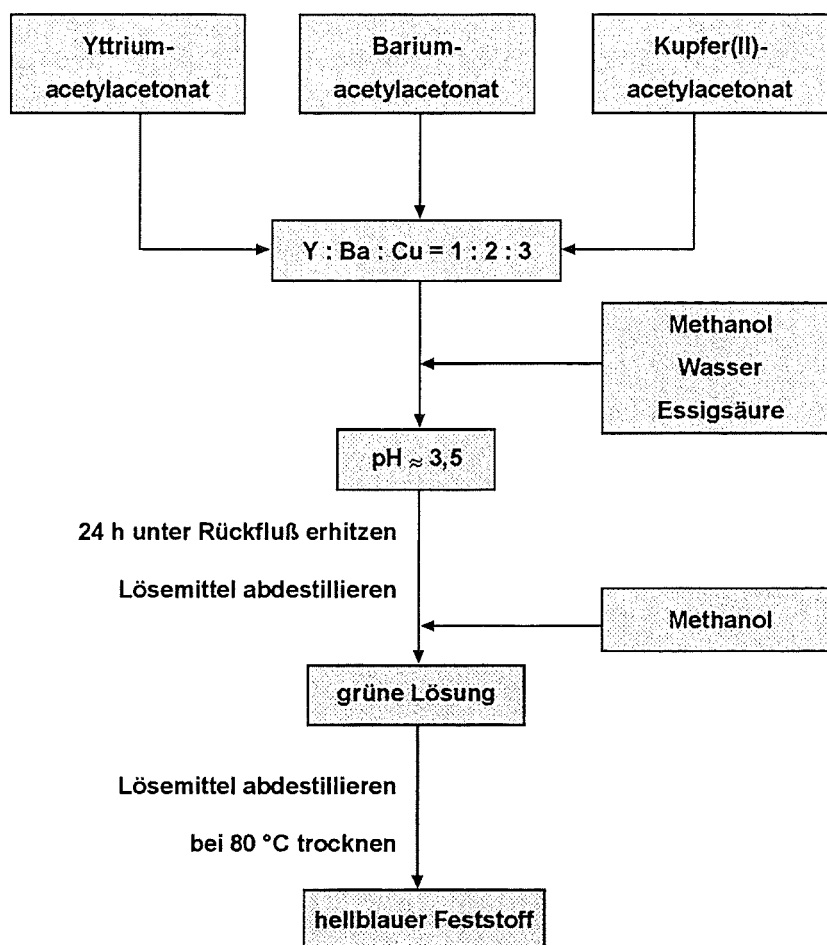 Yttrium-
acetylacetonat
Barium-
acetylacetonat
Kupfer(II)-
acetylacetonat
Y : Ba : Cu = 1 : 2 : 3
Methanol
Wasser
Essigsäure
pH ≈ 3,5
24 h unter Rückfluß erhitzen
Lösemittel abdestillieren
Methanol
grüne Lösung
Lösemittel abdestillieren
bei 80 °C trocknen
hellblauer Feststoff